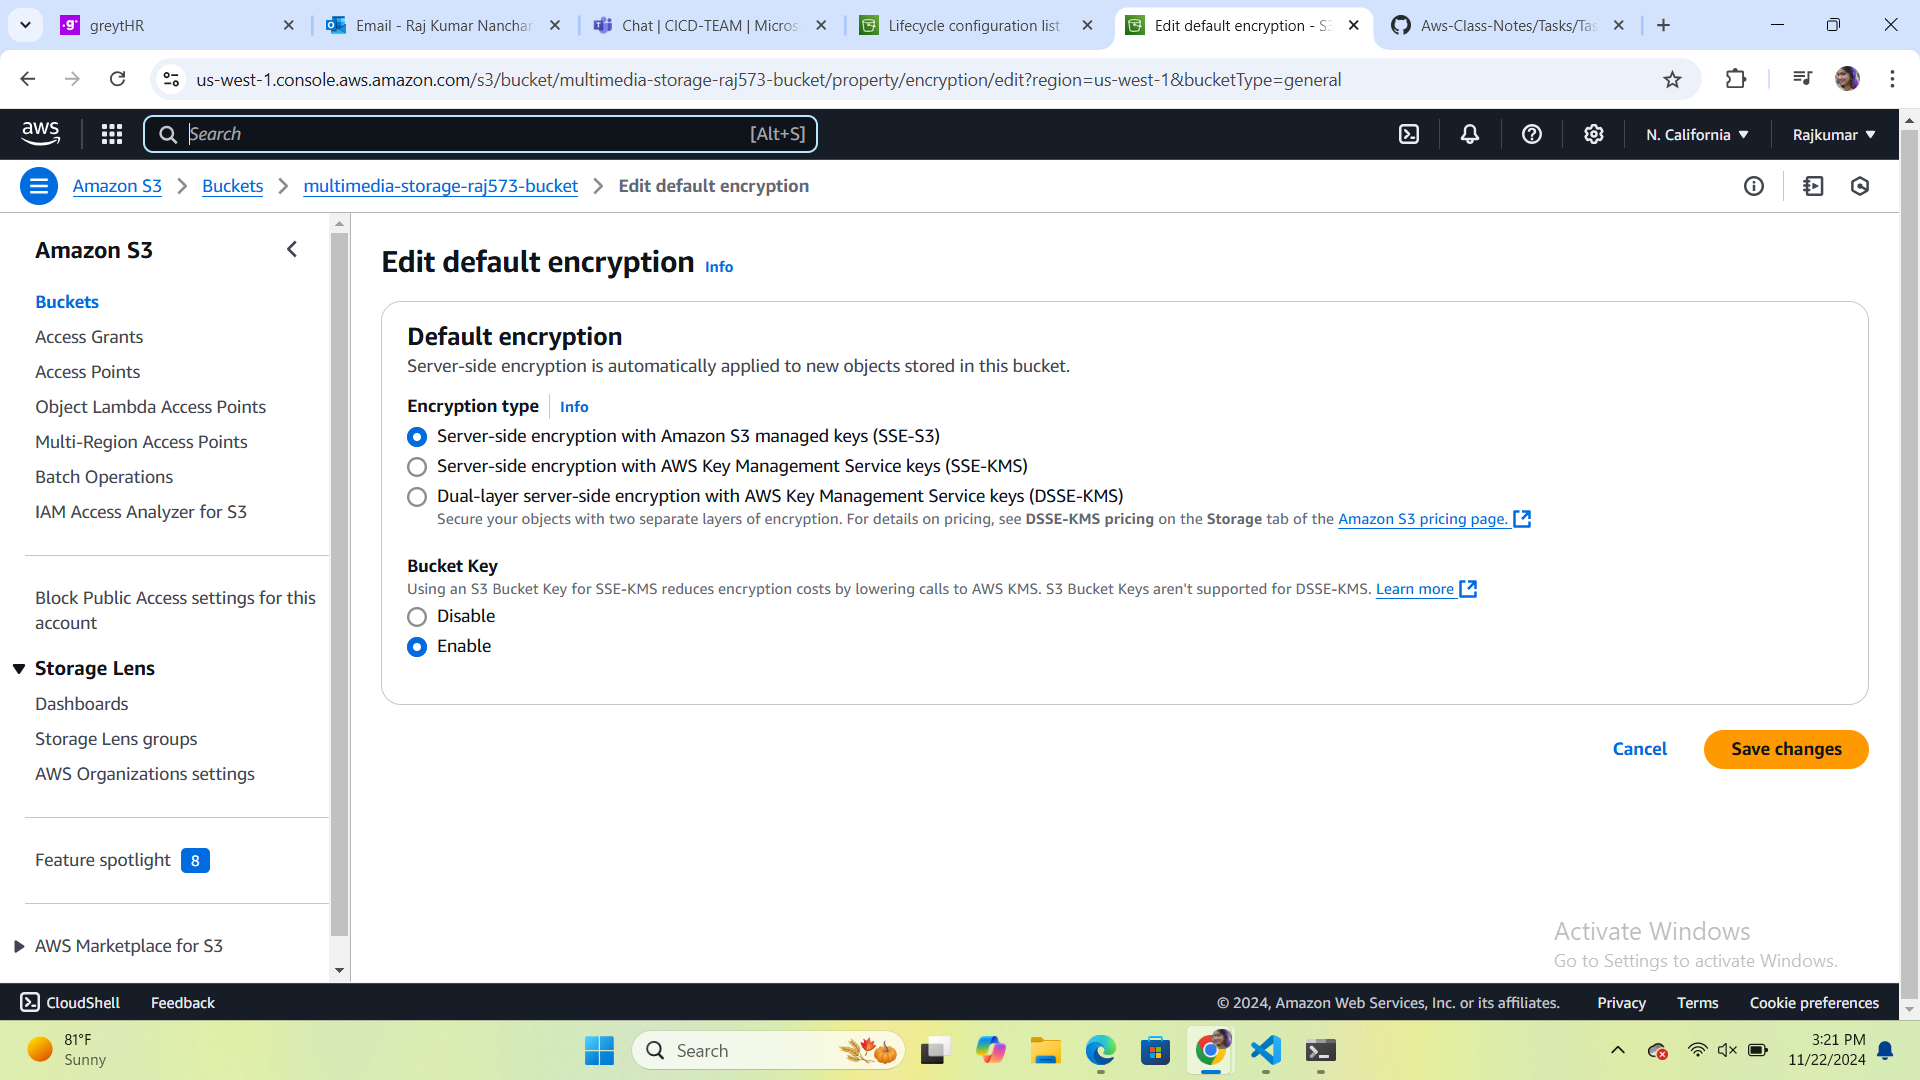 greytHR
Email - Raj Kumar Nanchar
Chat | CICD-TEAM | Micros
Lifecycle configuration list
Edit default encryption - S3
Aws-Class-Notes/Tasks/Tas
us-west-1.console.aws.amazon.com/s3/bucket/multimedia-storage-raj573-bucket/property/encryption/edit?region=us-west-1&bucketType=general
aws
Search
[Alt+S]
N. California
Rajkumar
Amazon S3
Buckets
multimedia-storage-raj573-bucket
Edit default encryption
Amazon S3
Buckets
Access Grants
Access Points
Object Lambda Access Points
Multi-Region Access Points
Batch Operations
IAM Access Analyzer for S3
Block Public Access settings for this
account
Storage Lens
Dashboards
Storage Lens groups
AWS Organizations settings
Feature spotlight 8
AWS Marketplace for S3
Edit default encryption Info
Default encryption
Server-side encryption is automatically applied to new objects stored in this bucket.
Encryption type Info
Server-side encryption with Amazon S3 managed keys (SSE-S3)
Server-side encryption with AWS Key Management Service keys (SSE-KMS)
Dual-layer server-side encryption with AWS Key Management Service keys (DSSE-KMS)
Secure your objects with two separate layers of encryption. For details on pricing, see DSSE-KMS pricing on the Storage tab of the Amazon S3 pricing page.
Bucket Key
Using an S3 Bucket Key for SSE-KMS reduces encryption costs by lowering calls to AWS KMS. S3 Bucket Keys aren't supported for DSSE-KMS. Learn more
Disable
Enable
Cancel
Save changes
Activate Windows
Go to Settings to activate Windows.
CloudShell
Feedback
© 2024, Amazon Web Services, Inc. or its affiliates.
Privacy
Terms
Cookie preferences
81°F
Sunny
Search
3:21 PM
11/22/2024